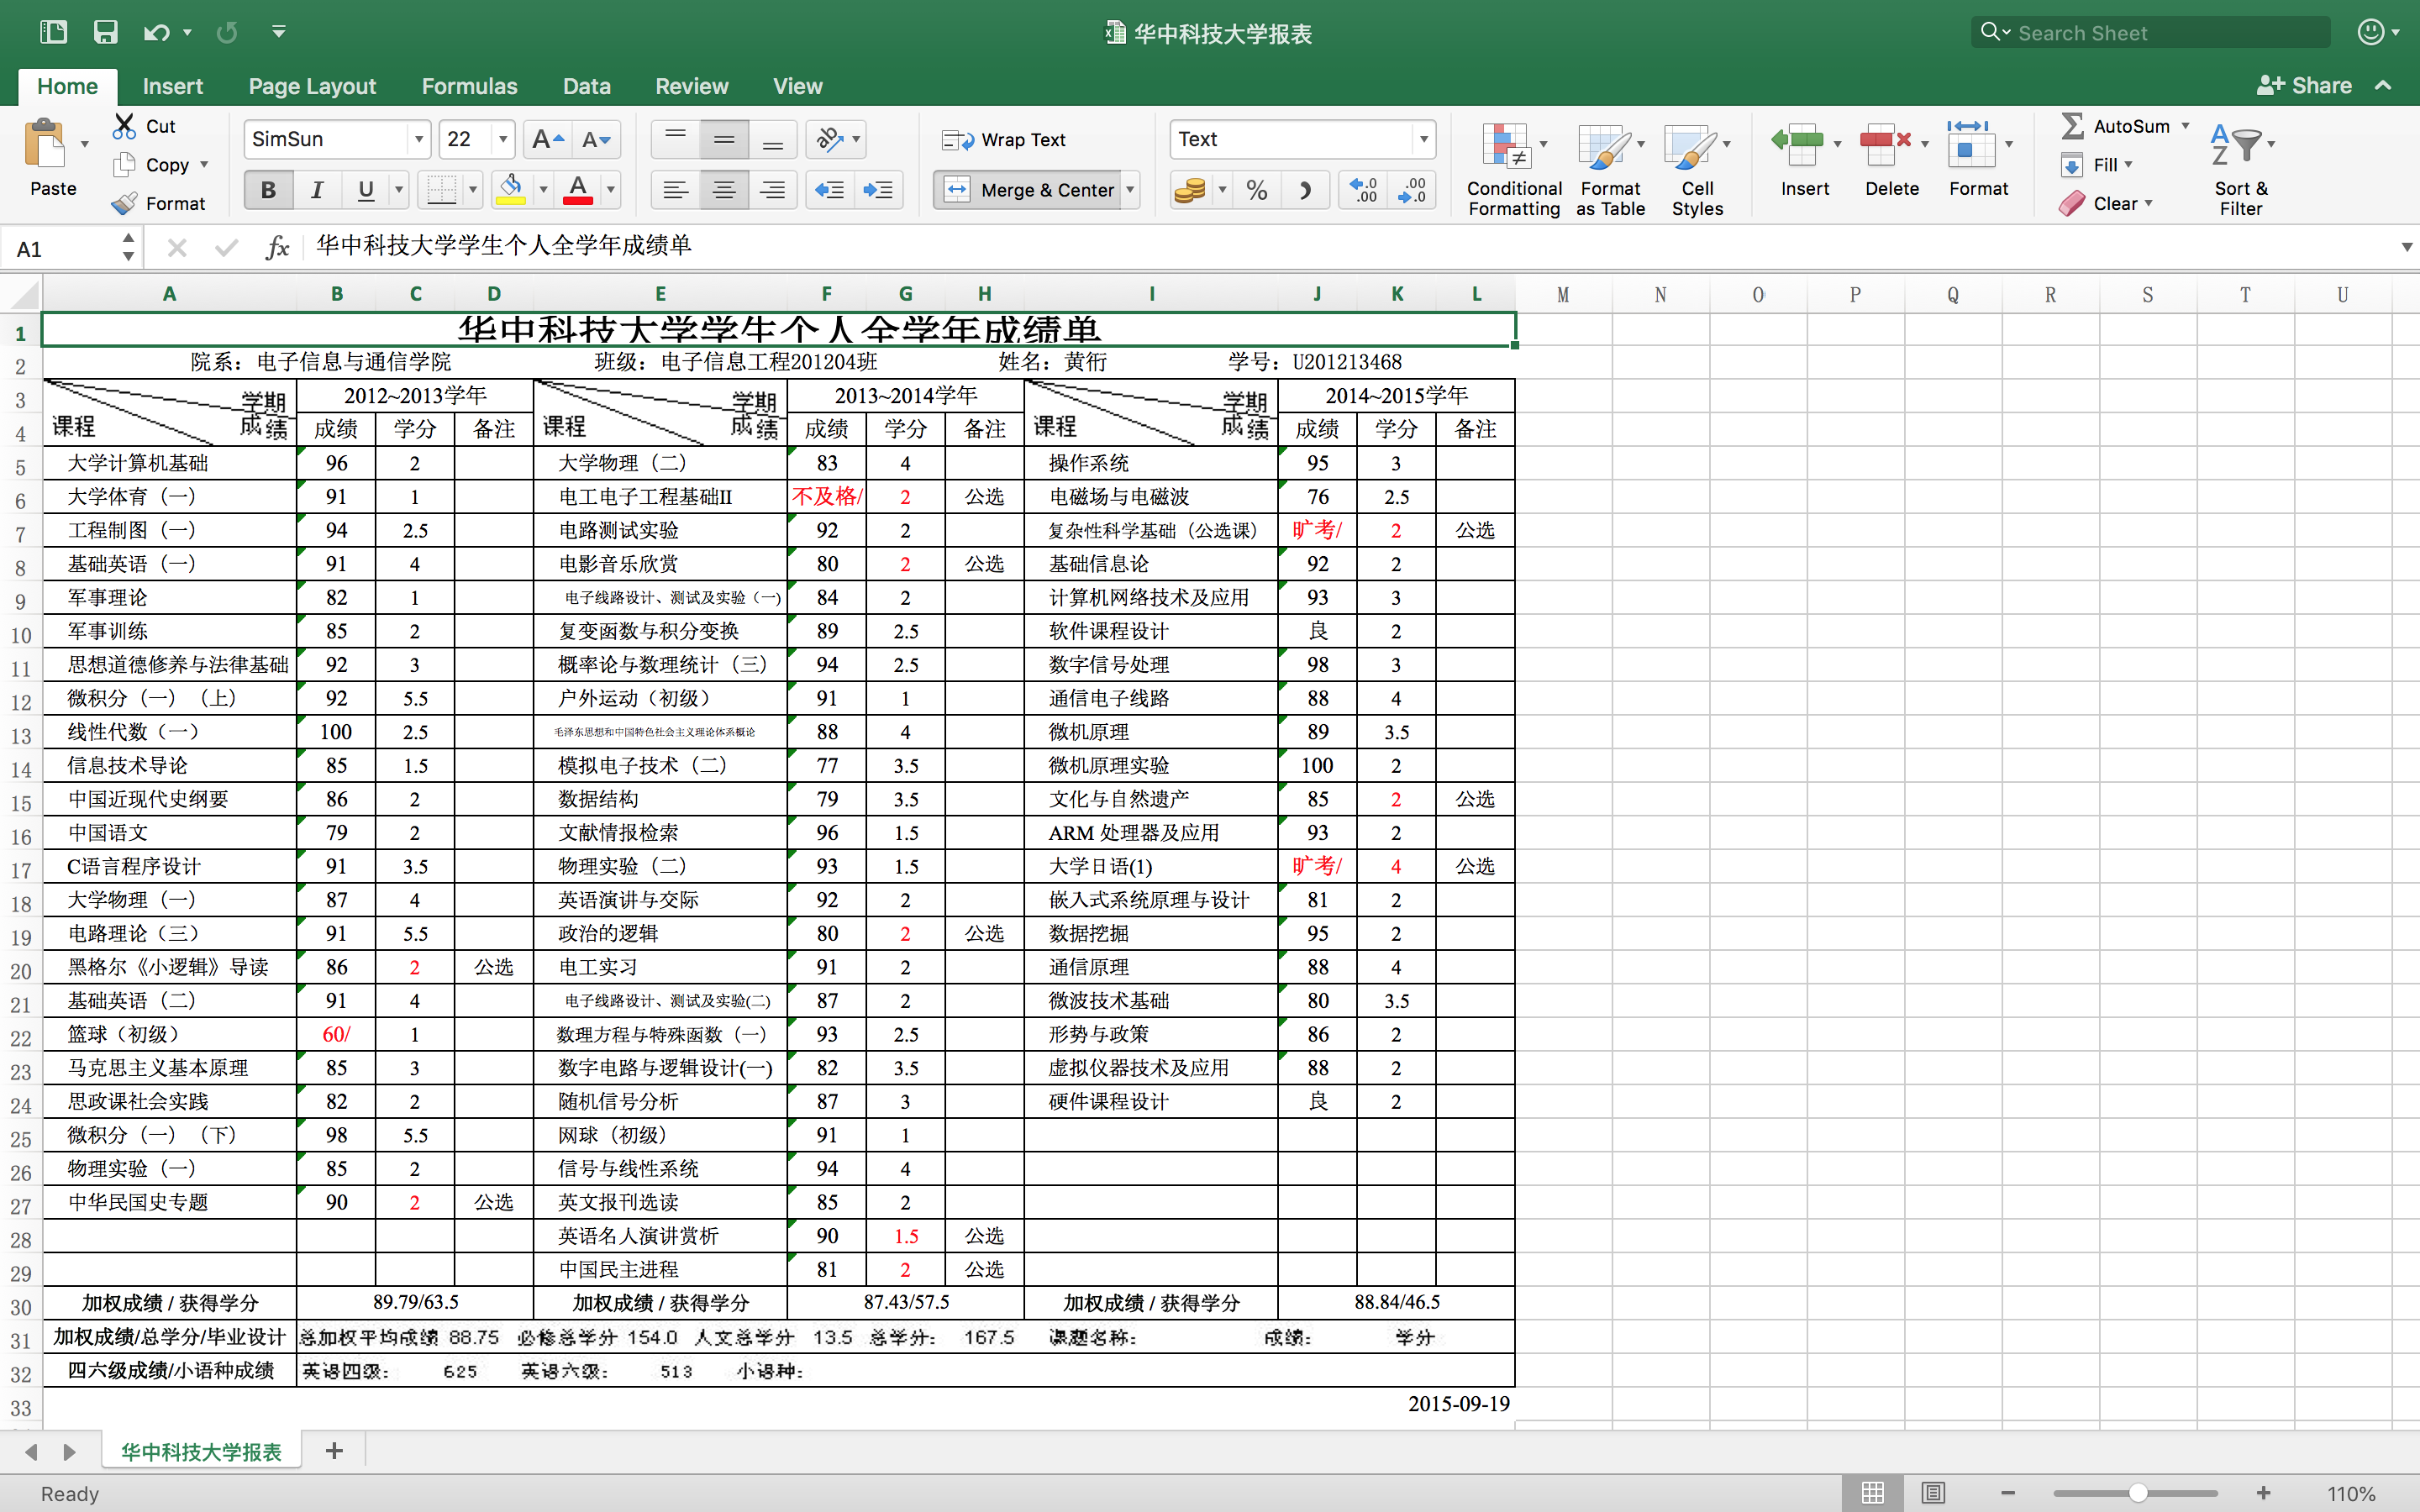 华中科技大学报表
Search Sheet
Home Insert Page Layout Formulas Data Review View Share
Cut SimSun 22 Wrap Text Text AutoSum
Copy Fill
Paste Format Merge & Center Conditional Formatting Format as Table Cell Styles Insert Delete Format Clear Sort & Filter
A1 fx 华中科技大学学生个人全学年成绩单
A B C D E F G H I J K L M N O P Q R S T U
1 华中科技大学学生个人全学年成绩单
2 院系：电子信息与通信学院 班级：电子信息工程201204班 姓名：黄衍 学号：U201213468
3 学期 2012~2013学年 学期 2013~2014学年 学期 2014~2015学年
4 课程 成绩 成绩 学分 备注 课程 成绩 成绩 学分 备注 课程 成绩 成绩 学分 备注
5 大学计算机基础 96 2 大学物理（二） 83 4 操作系统 95 3
6 大学体育（一） 91 1 电工电子工程基础II 不及格/ 2 公选 电磁场与电磁波 76 2.5
7 工程制图（一） 94 2.5 电路测试实验 92 2 复杂性科学基础（公选课） 旷考/ 2 公选
8 基础英语（一） 91 4 电影音乐欣赏 80 2 公选 基础信息论 92 2
9 军事理论 82 1 电子线路设计、测试及实验（一） 84 2 计算机网络技术及应用 93 3
10 军事训练 85 2 复变函数与积分变换 89 2.5 软件课程设计 良 2
11 思想道德修养与法律基础 92 3 概率论与数理统计（三） 94 2.5 数字信号处理 98 3
12 微积分（一）（上） 92 5.5 户外运动（初级） 91 1 通信电子线路 88 4
13 线性代数（一） 100 2.5 毛泽东思想和中国特色社会主义理论体系概论 88 4 微机原理 89 3.5
14 信息技术导论 85 1.5 模拟电子技术（二） 77 3.5 微机原理实验 100 2
15 中国近现代史纲要 86 2 数据结构 79 3.5 文化与自然遗产 85 2 公选
16 中国语文 79 2 文献情报检索 96 1.5 ARM 处理器及应用 93 2
17 C语言程序设计 91 3.5 物理实验（二） 93 1.5 大学日语(1) 旷考/ 4 公选
18 大学物理（一） 87 4 英语演讲与交际 92 2 嵌入式系统原理与设计 81 2
19 电路理论（三） 91 5.5 政治的逻辑 80 2 公选 数据挖掘 95 2
20 黑格尔《小逻辑》导读 86 2 公选 电工实习 91 2 通信原理 88 4
21 基础英语（二） 91 4 电子线路设计、测试及实验(二) 87 2 微波技术基础 80 3.5
22 篮球（初级） 60/ 1 数理方程与特殊函数（一） 93 2.5 形势与政策 86 2
23 马克思主义基本原理 85 3 数字电路与逻辑设计(一) 82 3.5 虚拟仪器技术及应用 88 2
24 思政课社会实践 82 2 随机信号分析 87 3 硬件课程设计 良 2
25 微积分（一）（下） 98 5.5 网球（初级） 91 1
26 物理实验（一） 85 2 信号与线性系统 94 4
27 中华民国史专题 90 2 公选 英文报刊选读 85 2
28 英语名人演讲赏析 90 1.5 公选
29 中国民主进程 81 2 公选
30 加权成绩 / 获得学分 89.79/63.5 加权成绩 / 获得学分 87.43/57.5 加权成绩 / 获得学分 88.84/46.5
31 加权成绩/总学分/毕业设计 总加权平均成绩 88.75 必修总学分 154.0 人文总学分 13.5 总学分： 167.5 课题名称： 成绩： 学分
32 四六级成绩/小语种成绩 英语四级： 625 英语六级： 513 小语种：
33 2015-09-19
华中科技大学报表
Ready 110%